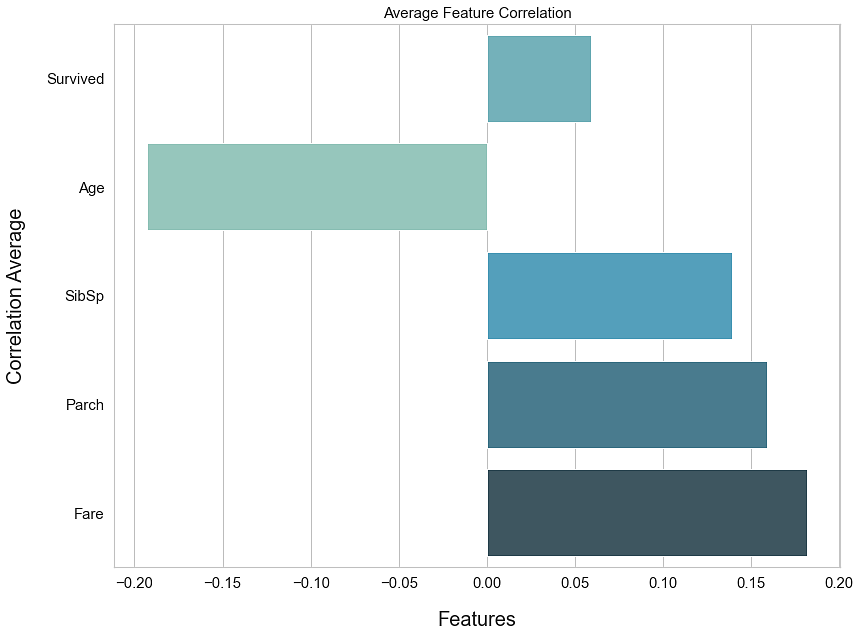 Average Feature Correlation
Correlation Average
Survived
Age
SibSp
Parch
Fare
−0.20 −0.15 −0.10 −0.05 0.00 0.05 0.10 0.15 0.20
Features